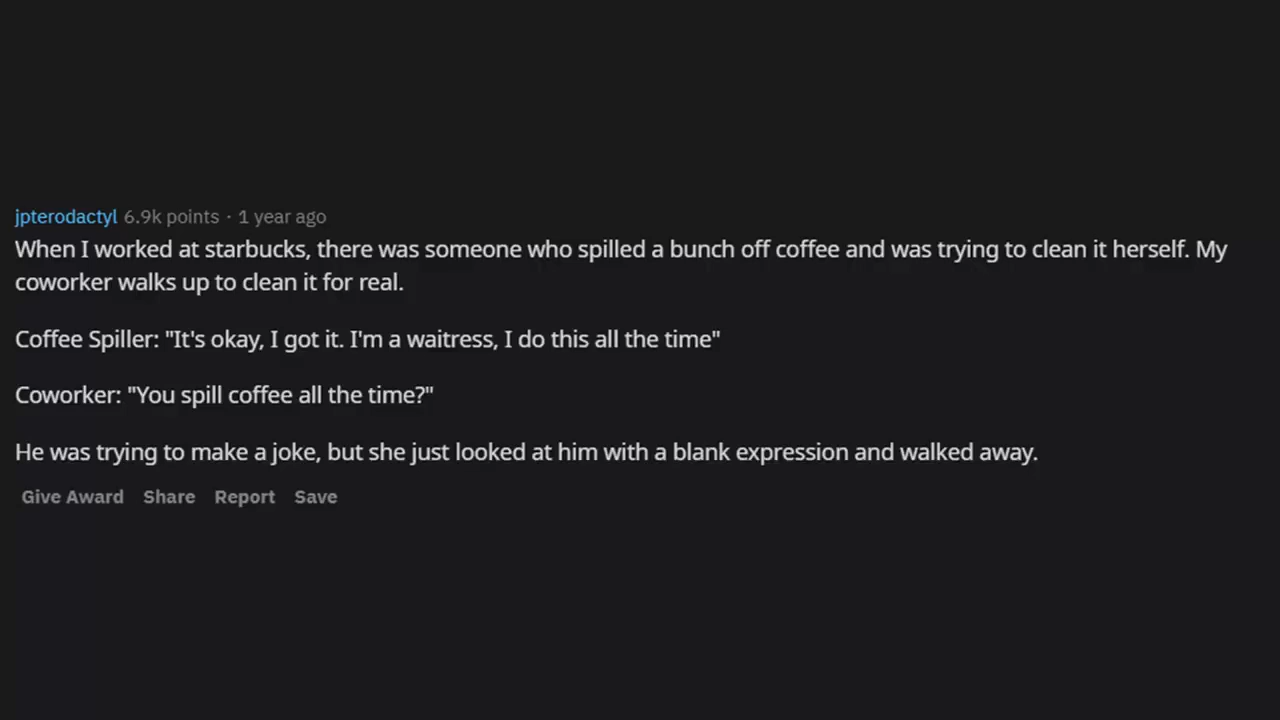 jpterodactyl 6.9k points · 1 year ago
When I worked at starbucks, there was someone who spilled a bunch off coffee and was trying to clean it herself. My
coworker walks up to clean it for real.
Coffee Spiller: "It's okay, I got it. I'm a waitress, I do this all the time"
Coworker: "You spill coffee all the time?"
He was trying to make a joke, but she just looked at him with a blank expression and walked away.
Give Award Share Report Save